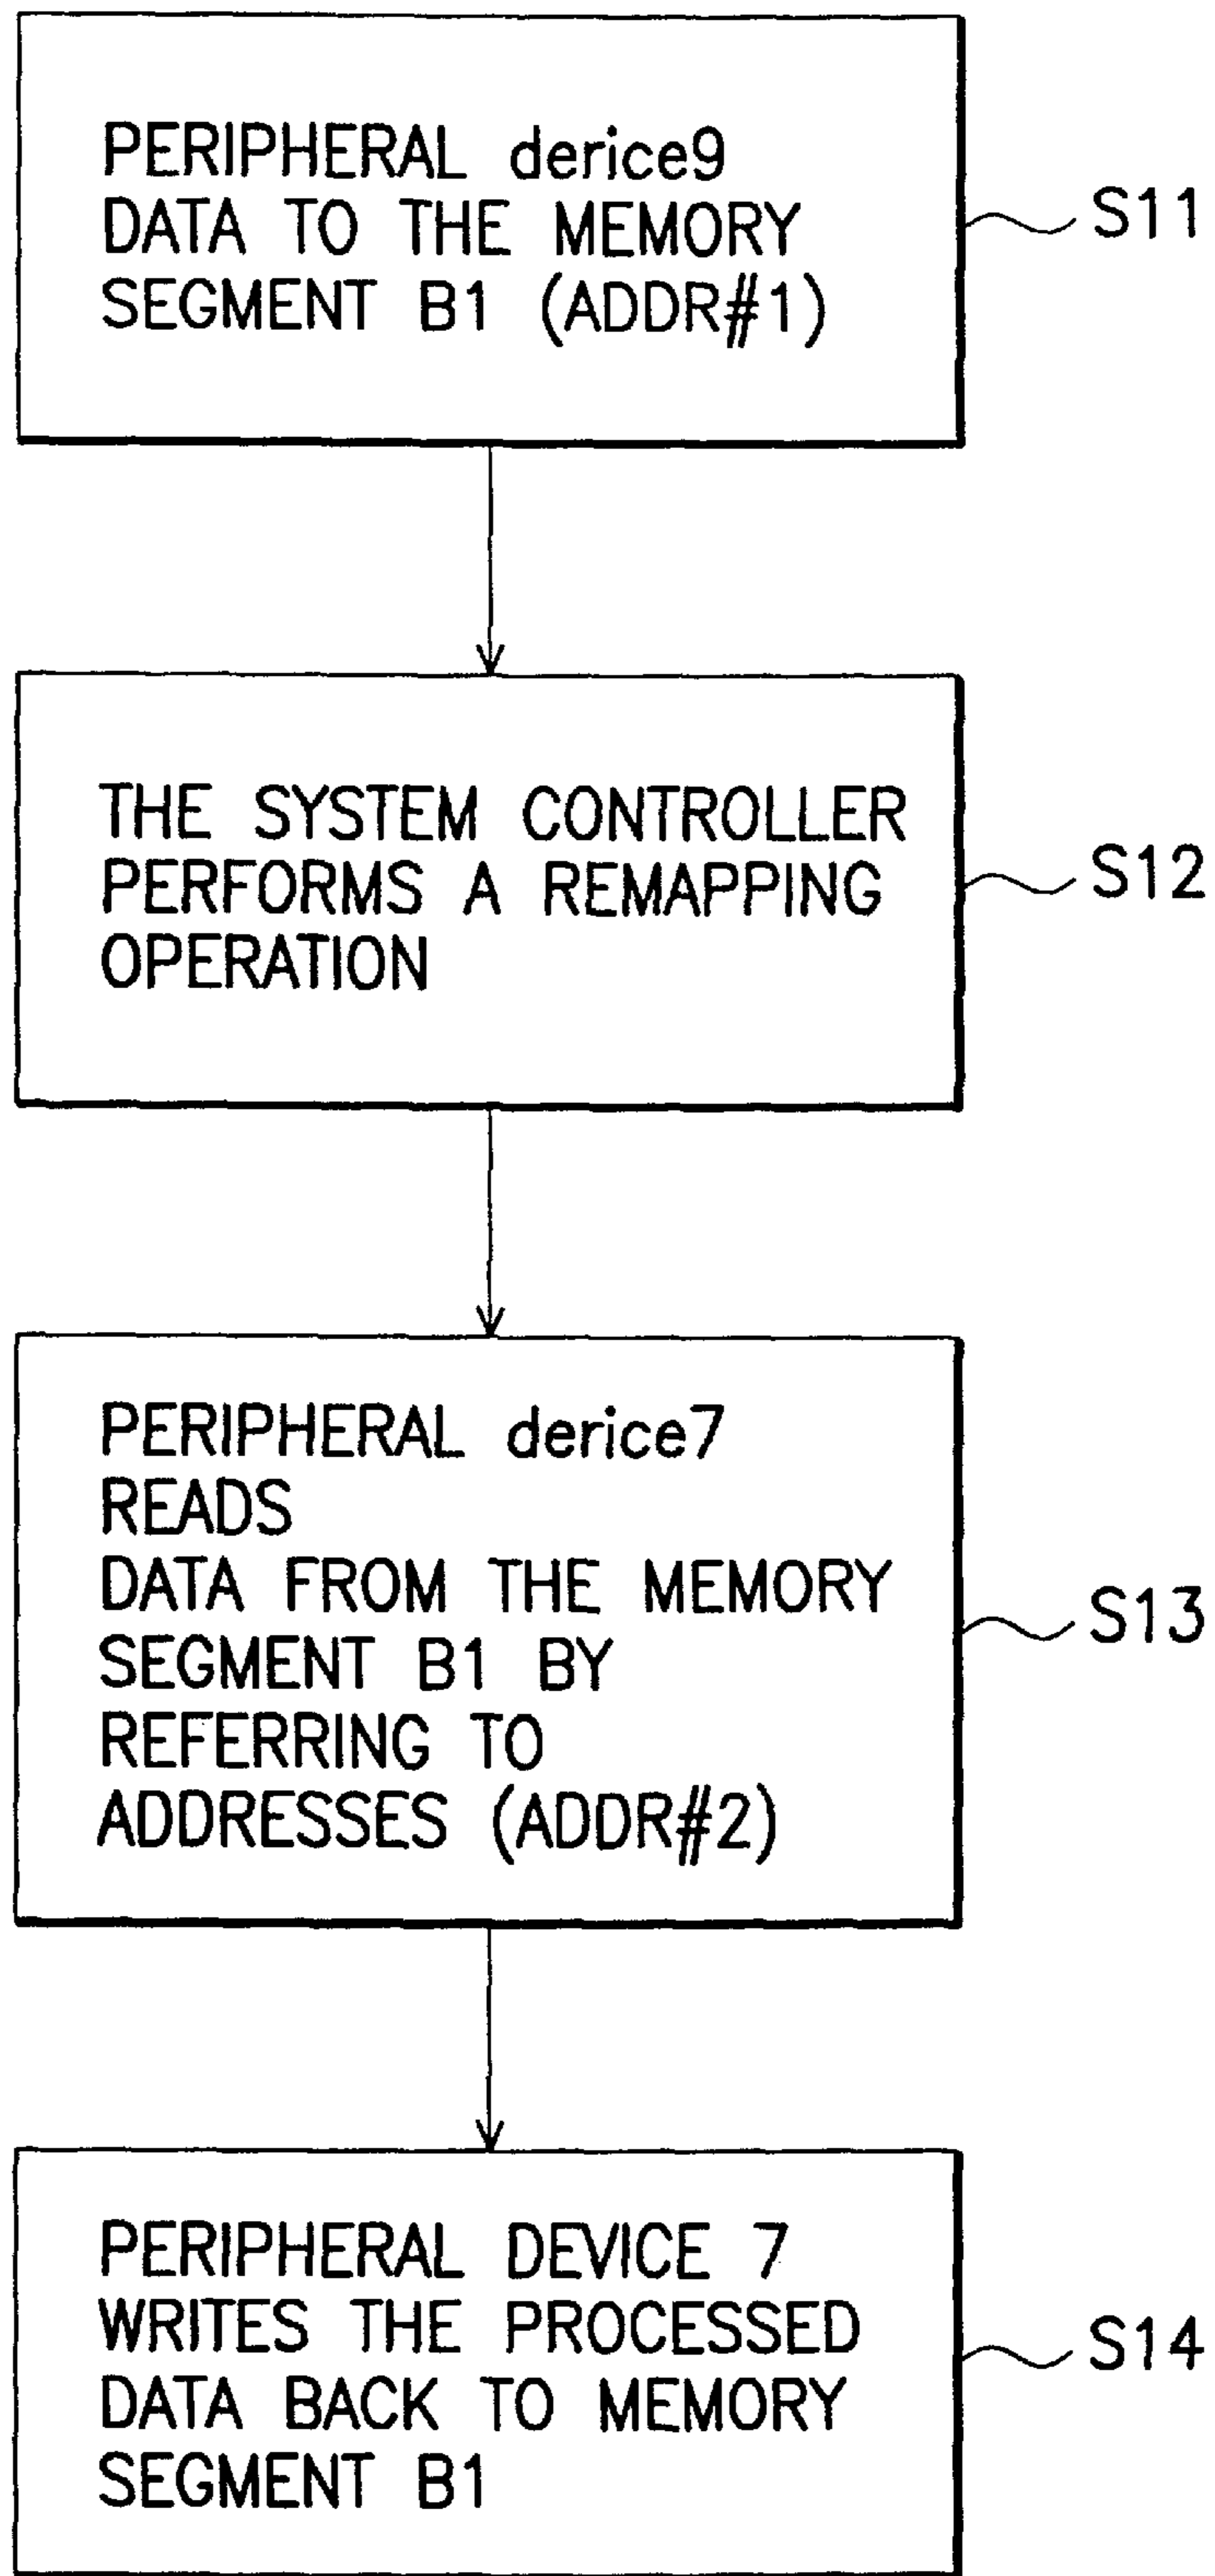 PERIPHERAL derice9
DATA TO THE MEMORY
SEGMENT B1 (ADDR#1)
S11
THE SYSTEM CONTROLLER
PERFORMS A REMAPPING
OPERATION
S12
PERIPHERAL derice7
READS
DATA FROM THE MEMORY
SEGMENT B1 BY
REFERRING TO
ADDRESSES (ADDR#2)
S13
PERIPHERAL DEVICE 7
WRITES THE PROCESSED
DATA BACK TO MEMORY
SEGMENT B1
S14